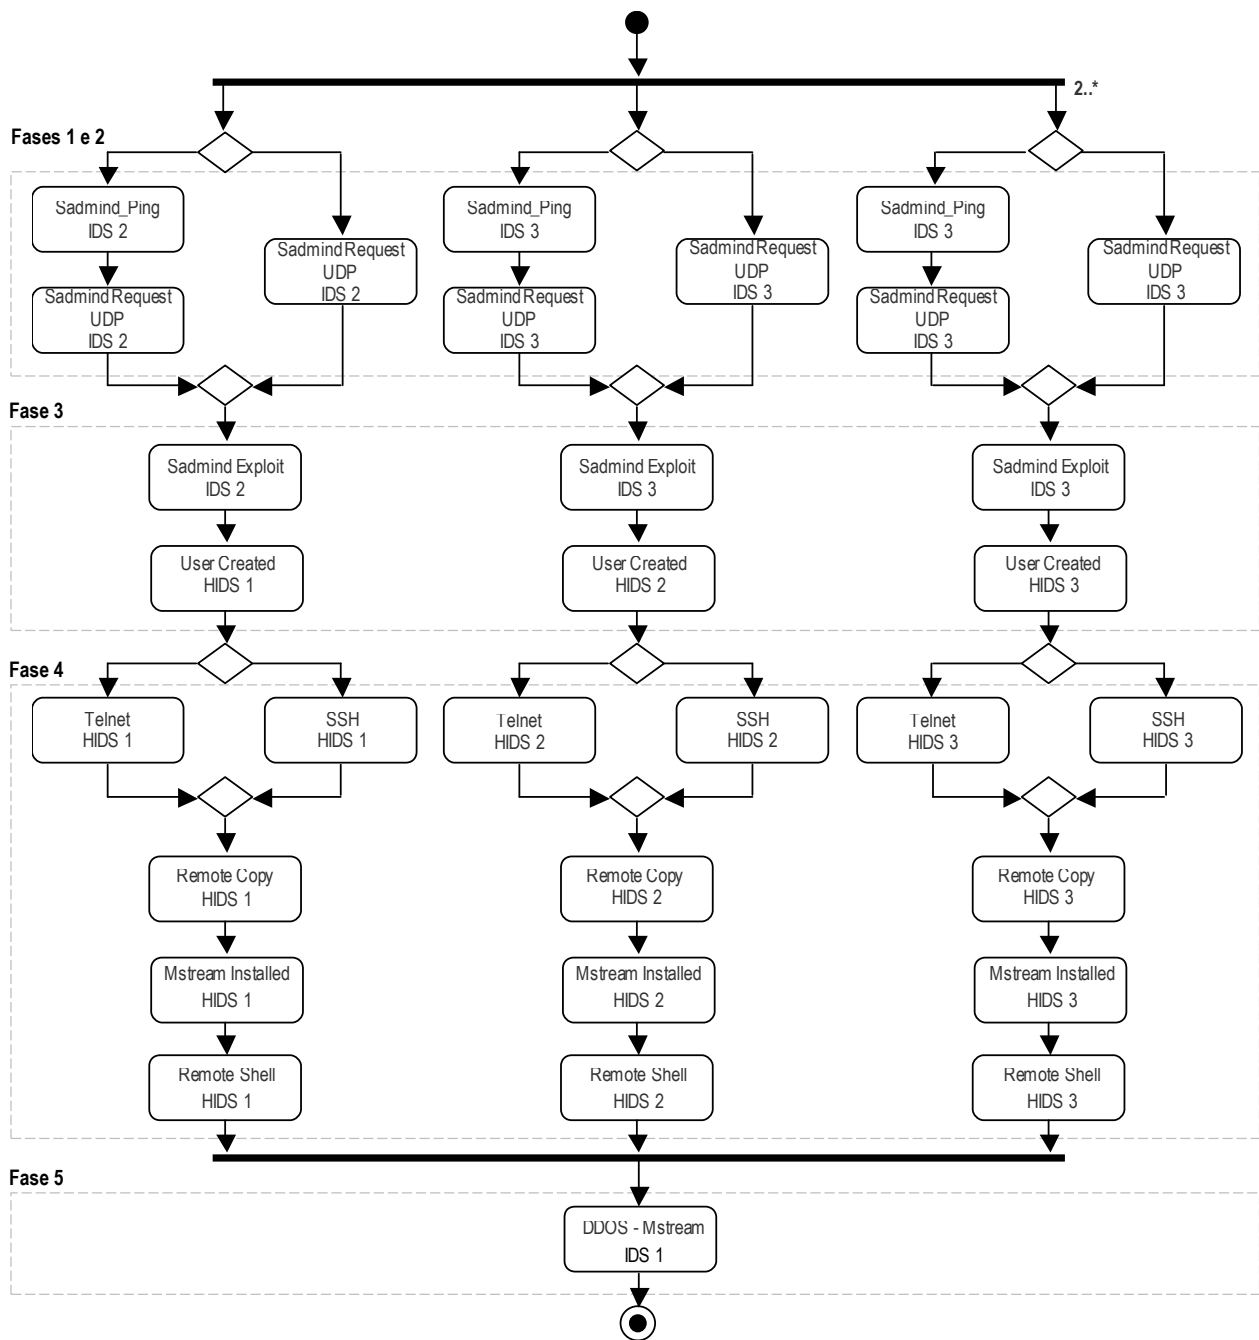 2..*
Fases 1 e 2
Sadmind_Ping
IDS 2
Sadmind Request
UDP
IDS 2
Sadmind Request
UDP
IDS 2
Sadmind_Ping
IDS 3
Sadmind Request
UDP
IDS 3
Sadmind Request
UDP
IDS 3
Sadmind_Ping
IDS 3
Sadmind Request
UDP
IDS 3
Sadmind Request
UDP
IDS 3
Fase 3
Sadmind Exploit
IDS 2
Sadmind Exploit
IDS 3
Sadmind Exploit
IDS 3
User Created
HIDS 1
User Created
HIDS 2
User Created
HIDS 3
Fase 4
Telnet
HIDS 1
SSH
HIDS 1
Telnet
HIDS 2
SSH
HIDS 2
Telnet
HIDS 3
SSH
HIDS 3
Remote Copy
HIDS 1
Remote Copy
HIDS 2
Remote Copy
HIDS 3
Mstream Installed
HIDS 1
Mstream Installed
HIDS 2
Mstream Installed
HIDS 3
Remote Shell
HIDS 1
Remote Shell
HIDS 2
Remote Shell
HIDS 3
Fase 5
DDOS - Mstream
IDS 1